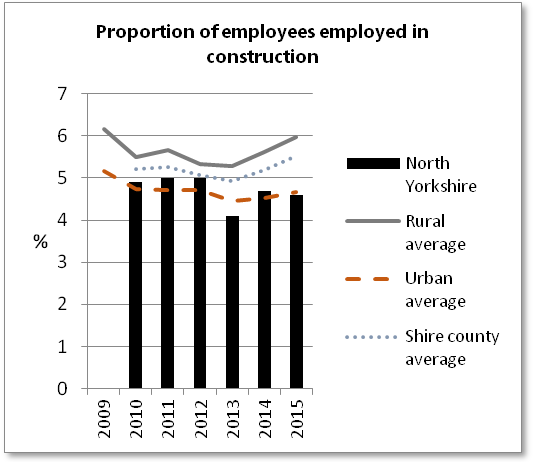 Proportion of employees employed in
construction
7
6
5
4
3
2
1
0
%
2009
2010
2011
2012
2013
2014
2015
North
Yorkshire
Rural
average
Urban
average
Shire county
average